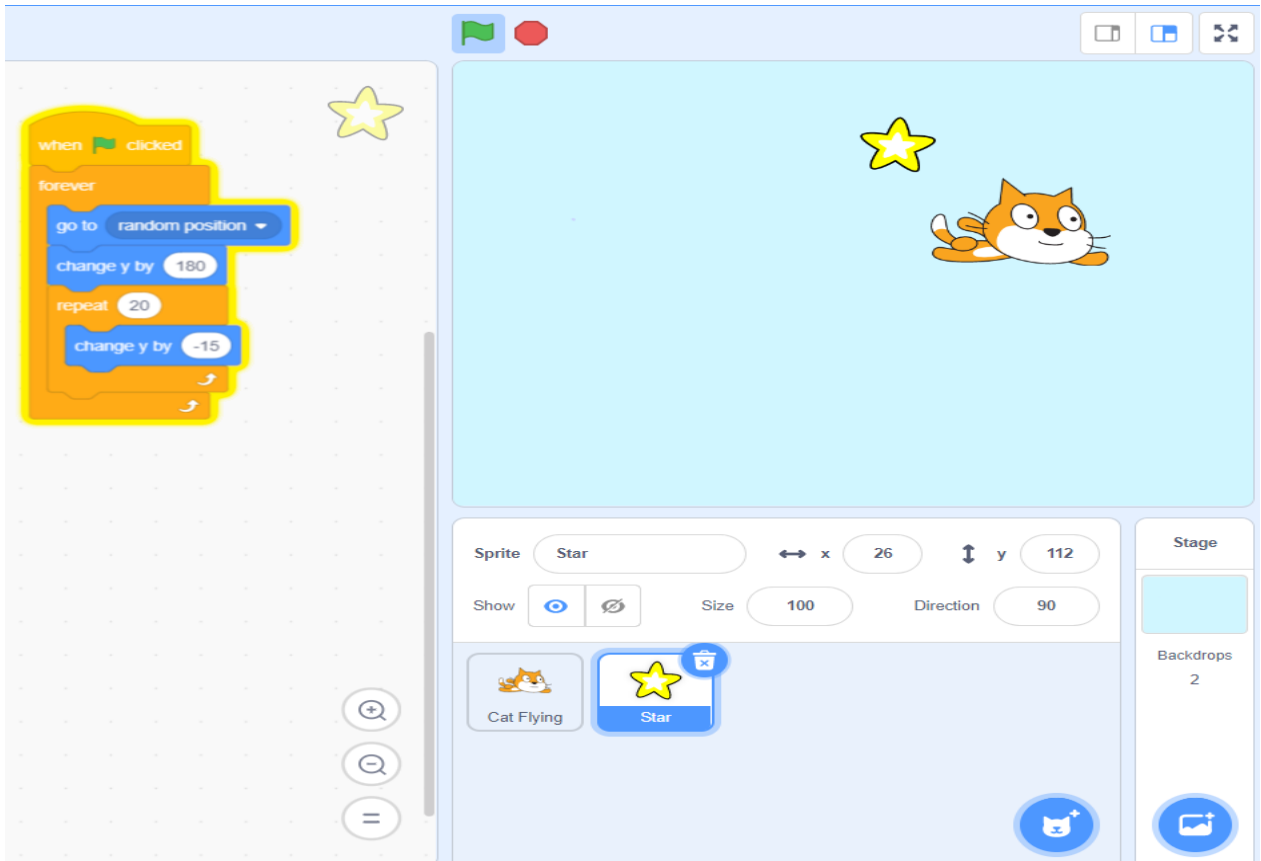 when clicked
forever
go to random position
change y by 180
repeat 20
change y by -15
Sprite Star x 26 y 112
Show Size 100 Direction 90
Cat Flying
Star
Stage
Backdrops
2